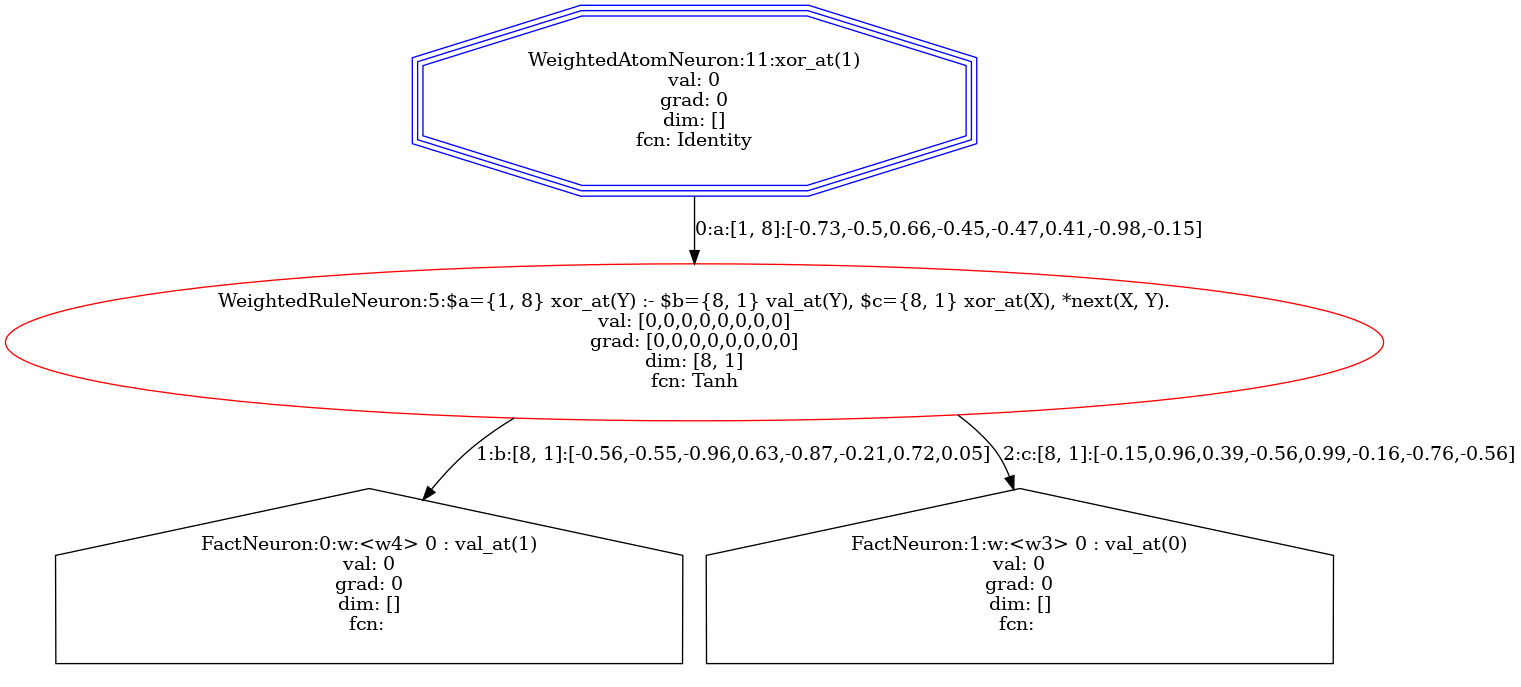 WeightedAtomNeuron:11:xor_at(1)
val: 0
grad: 0
dim: []
fcn: Identity
0:a:[1, 8]:[-0.73,-0.5,0.66,-0.45,-0.47,0.41,-0.98,-0.15]
WeightedRuleNeuron:5:$a={1, 8} xor_at(Y) :- $b={8, 1} val_at(Y), $c={8, 1} xor_at(X), *next(X, Y).
val: [0,0,0,0,0,0,0,0]
grad: [0,0,0,0,0,0,0,0]
dim: [8, 1]
fcn: Tanh
1:b:[8, 1]:[-0.56,-0.55,-0.96,0.63,-0.87,-0.21,0.72,0.05]
2:c:[8, 1]:[-0.15,0.96,0.39,-0.56,0.99,-0.16,-0.76,-0.56]
FactNeuron:0:w:<w4> 0 : val_at(1)
val: 0
grad: 0
dim: []
fcn:
FactNeuron:1:w:<w3> 0 : val_at(0)
val: 0
grad: 0
dim: []
fcn: